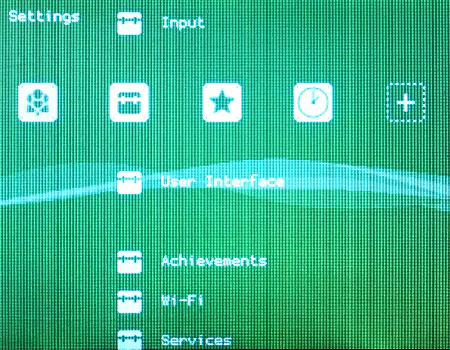 Settings
Input
User Interface
Achievements
Wi-Fi
Services